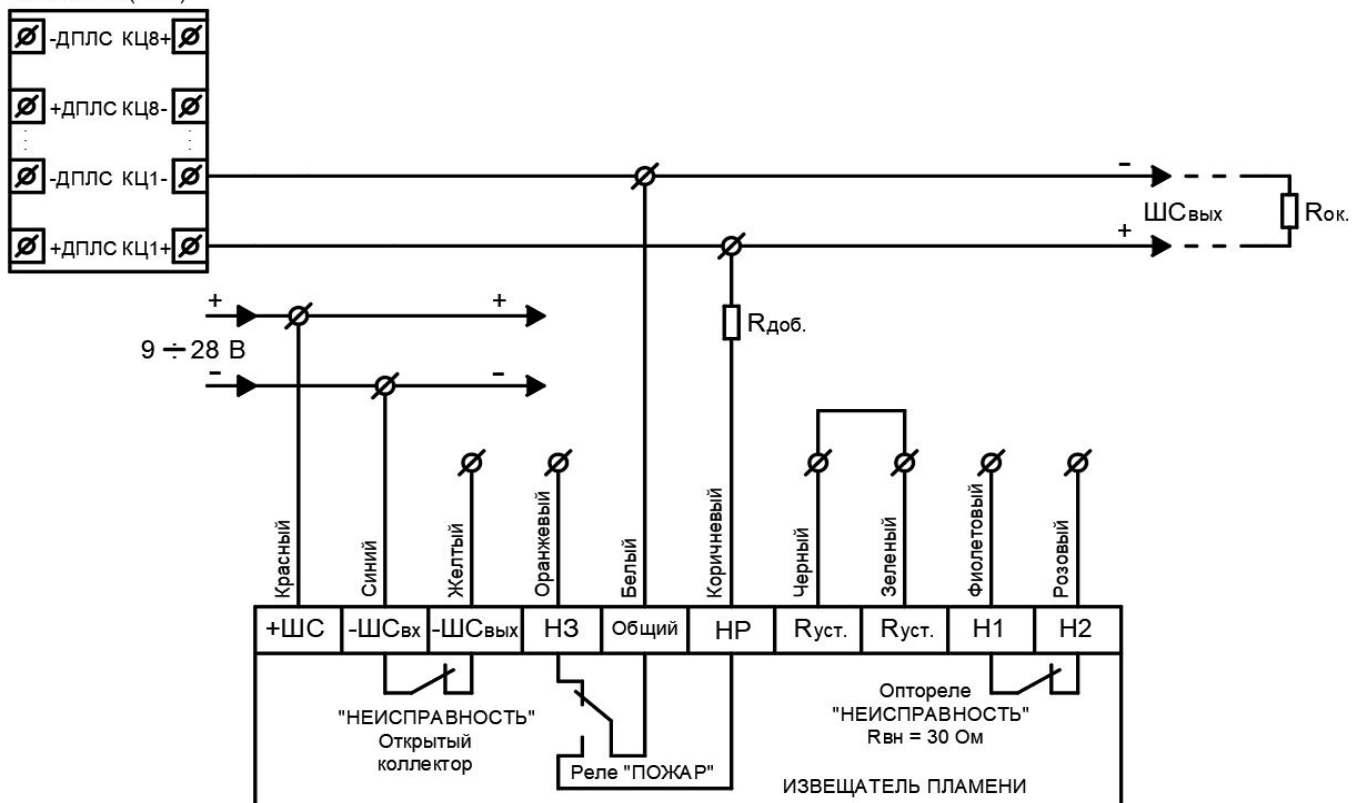 -ДПЛС КЦ8+
+ДПЛС КЦ8-
-ДПЛС КЦ1-
+ДПЛС КЦ1+
-
ШСвых
+
Rок.
+ +
9 ÷ 28 В
- -
Rдоб.
Красный
Синий
Желтый
Оранжевый
Белый
Коричневый
Черный
Зеленый
Фиолетовый
Розовый
+ШС -ШСвх -ШСвых НЗ Общий НР Rуст. Rуст. Н1 Н2
"НЕИСПРАВНОСТЬ"
Открытый
коллектор
Реле "ПОЖАР"
Оптореле
"НЕИСПРАВНОСТЬ"
Rвн = 30 Ом
ИЗВЕЩАТЕЛЬ ПЛАМЕНИ